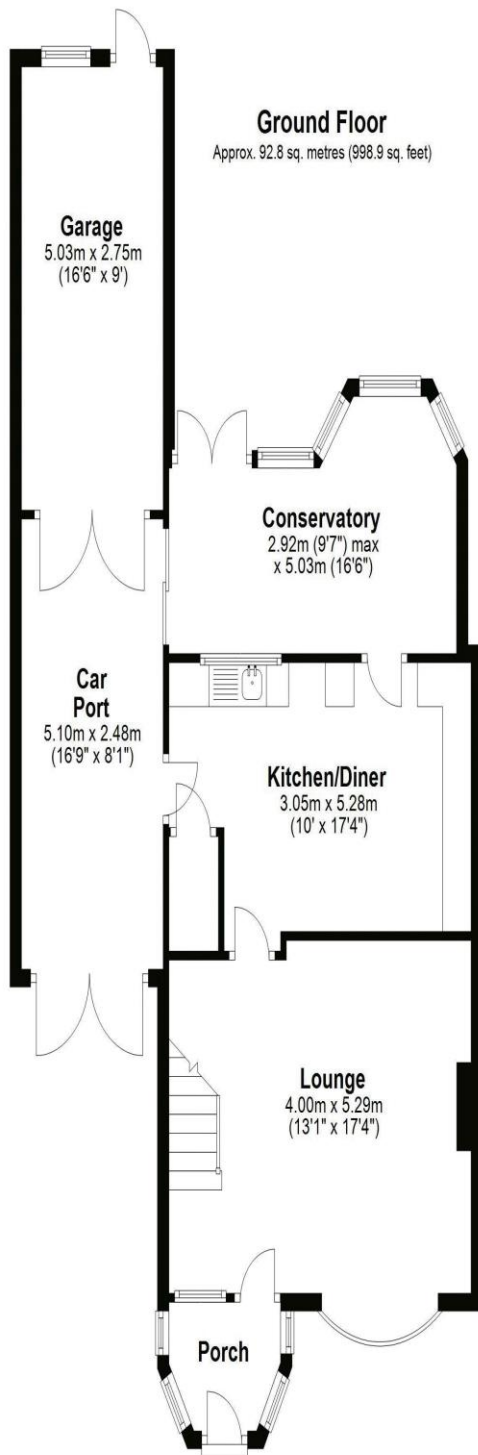 Ground Floor
Approx. 92.8 sq. metres (998.9 sq. feet)
Garage
5.03m x 2.75m
(16'6" x 9')
Conservatory
2.92m (9'7") max
x 5.03m (16'6")
Car
Port
5.10m x 2.48m
(16'9" x 8'1")
Kitchen/Diner
3.05m x 5.28m
(10' x 17'4")
Lounge
4.00m x 5.29m
(13'1" x 17'4")
Porch